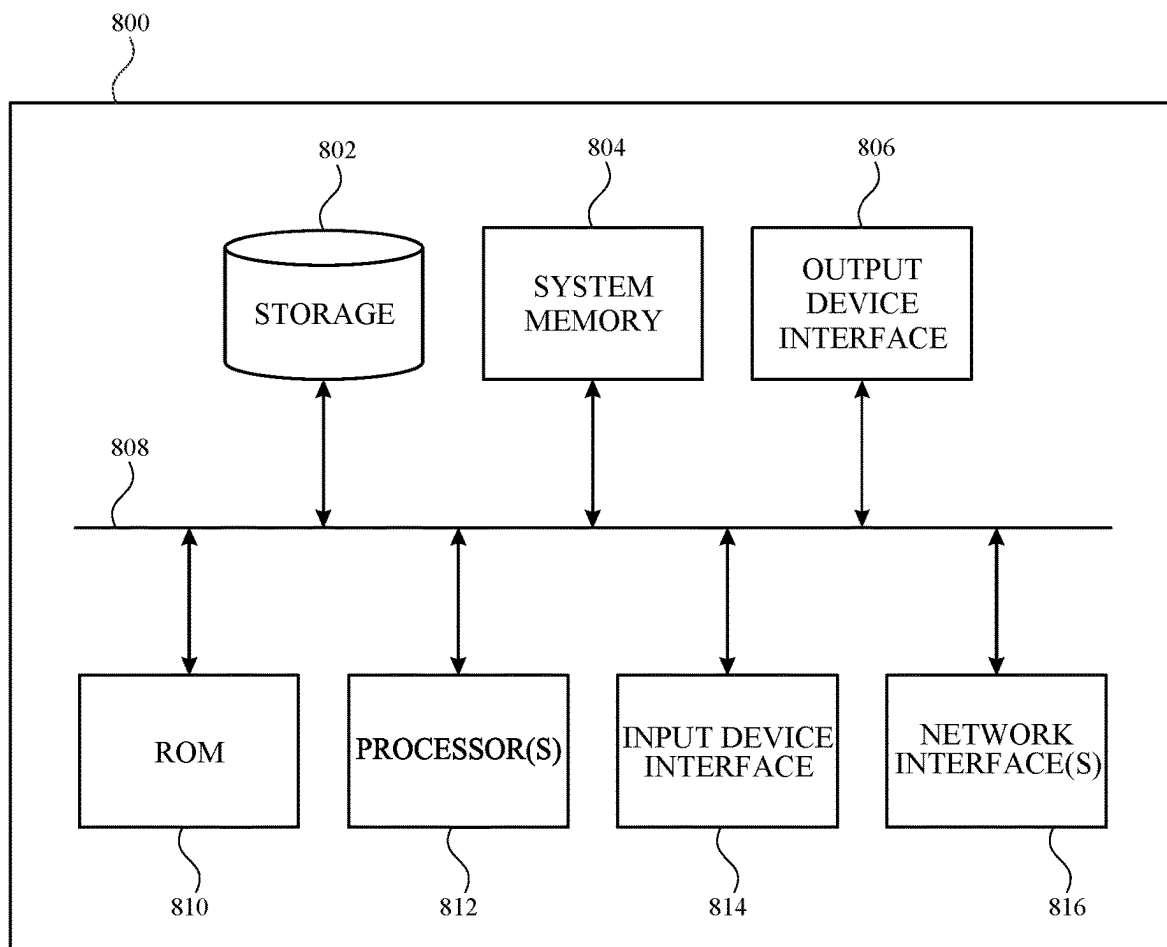 800
802
804
806
STORAGE
SYSTEM
MEMORY
OUTPUT
DEVICE
INTERFACE
808
ROM
PROCESSOR(S)
INPUT DEVICE
INTERFACE
NETWORK
INTERFACE(S)
810
812
814
816